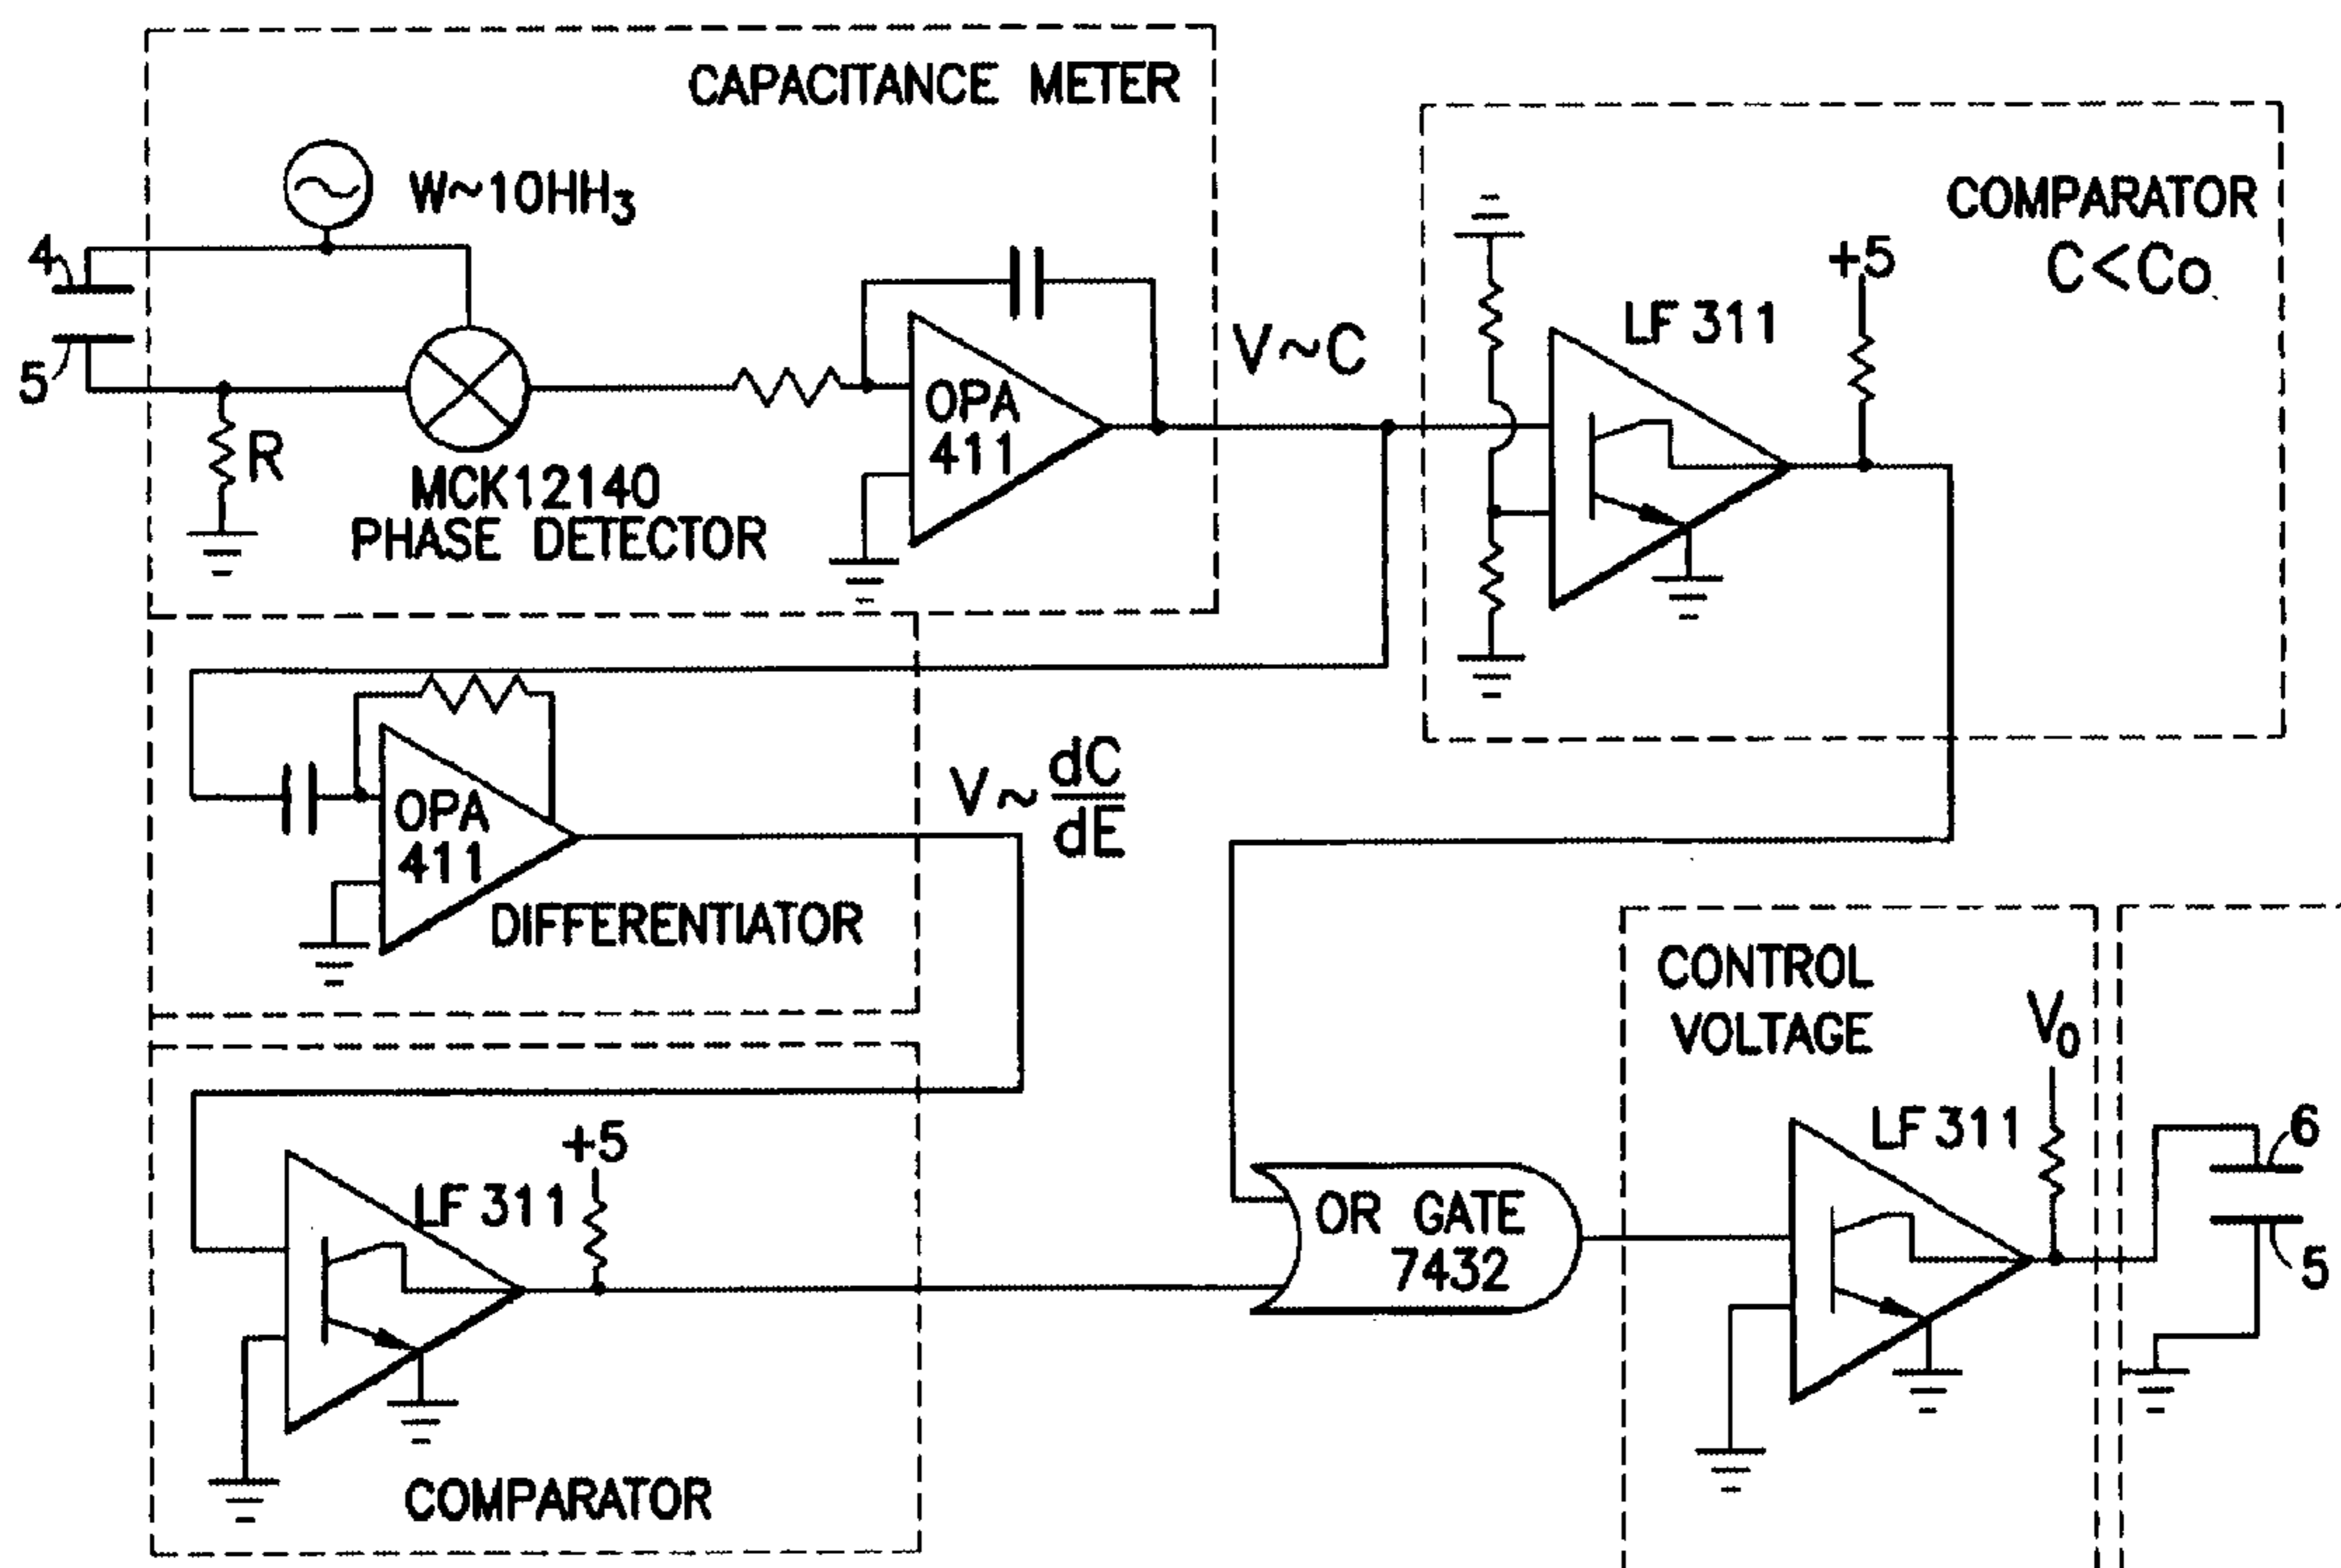 CAPACITANCE METER
W~10HH3
4
5
R
MCK12140
PHASE DETECTOR
OPA
411
V~C
COMPARATOR
C<Co
LF 311
+5
OPA
411
DIFFERENTIATOR
V~ dC
dE
LF 311
+5
COMPARATOR
OR GATE
7432
CONTROL
VOLTAGE
V0
LF 311
6
5